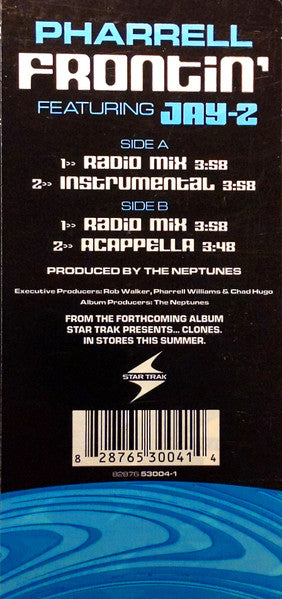 PHARRELL
FRONTIN'
FEATURING JAY-Z
SIDE A
1>> RADIO MIX 3:58
2>> INSTRUMENTAL 3:58
SIDE B
1>> RADIO MIX 3:58
2>> ACAPPELLA 3:48
PRODUCED BY THE NEPTUNES
Executive Producers: Rob Walker, Pharrell Williams & Chad Hugo
Album Producers: The Neptunes
FROM THE FORTHCOMING ALBUM
STAR TRAK PRESENTS... CLONES.
IN STORES THIS SUMMER.
STAR TRAK
8 28765 30041 4
82876 53004-1